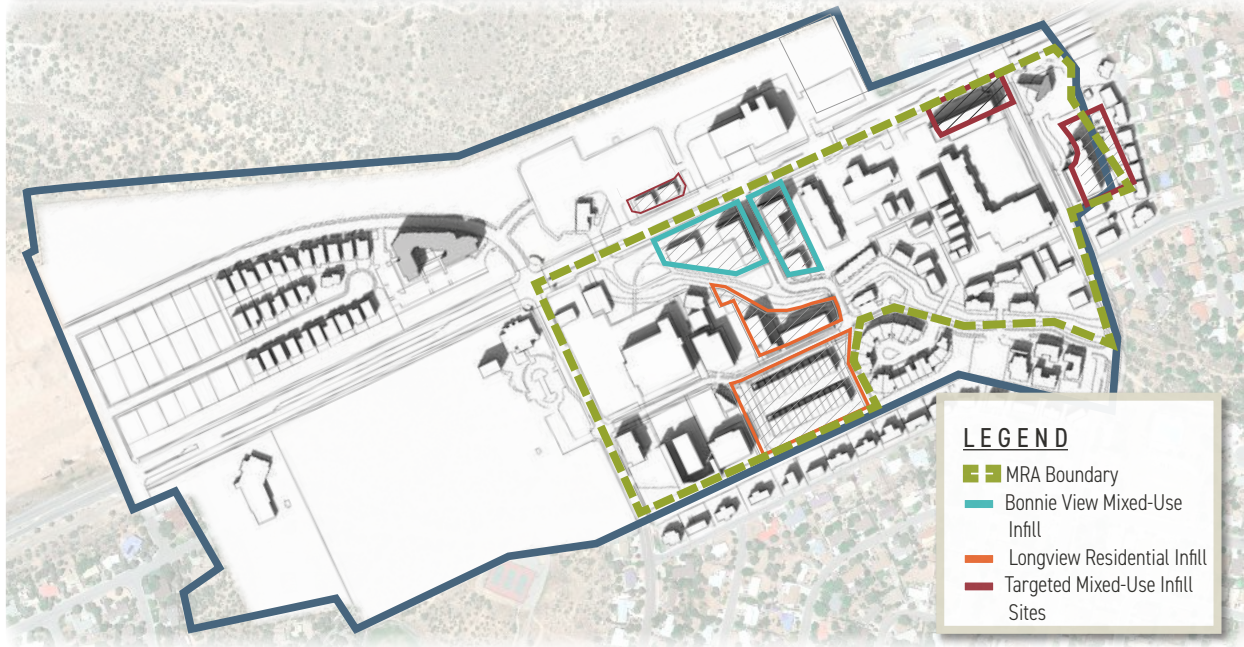 LEGEND
MRA Boundary
Bonnie View Mixed-Use
Infill
Longview Residential Infill
Targeted Mixed-Use Infill
Sites